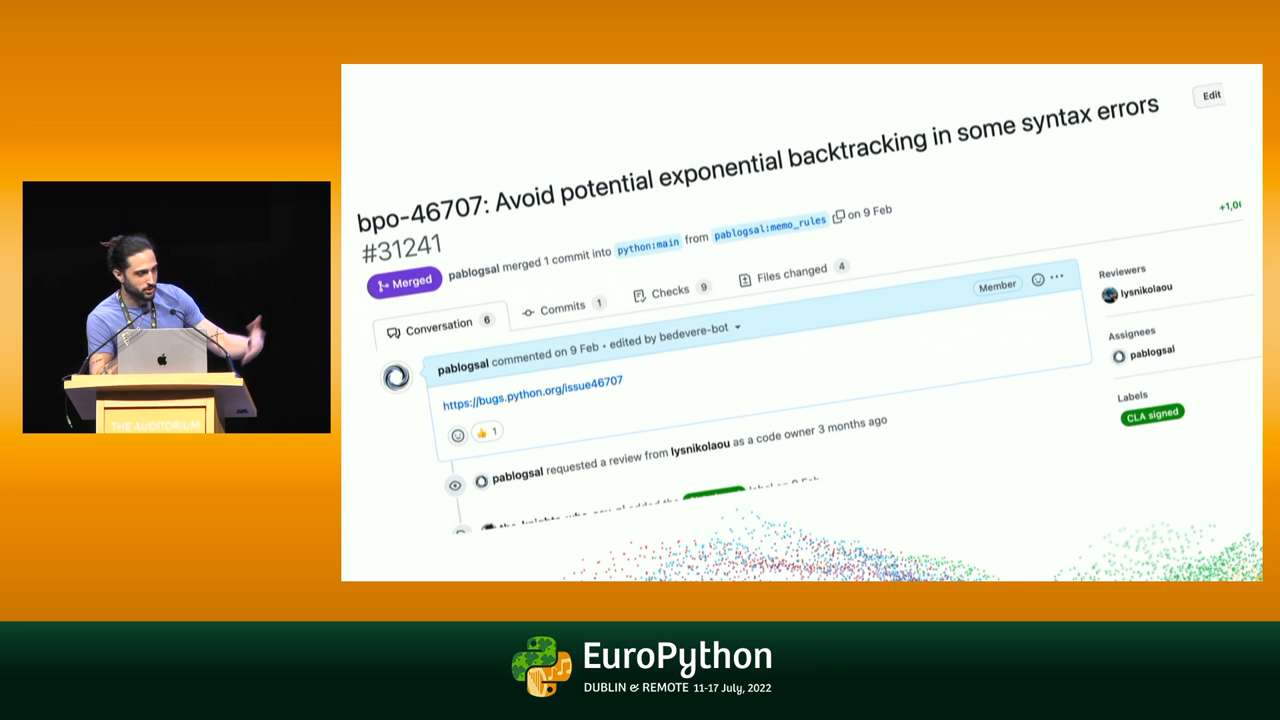 Edit
bpo-46707: Avoid potential exponential backtracking in some syntax errors
#31241
Merged
pablogsal merged 1 commit into python:main from pablogsal:memo_rules on 9 Feb
Conversation 6
Commits 1
Checks 9
Files changed 4
pablogsal commented on 9 Feb • edited by bedevere-bot
Member
https://bugs.python.org/issue46707
👍 1
pablogsal requested a review from lysnikolaou as a code owner 3 months ago
Reviewers
lysnikolaou
Assignees
pablogsal
Labels
CLA signed
THE AUDITORIUM
EuroPython
DUBLIN & REMOTE 11-17 July, 2022